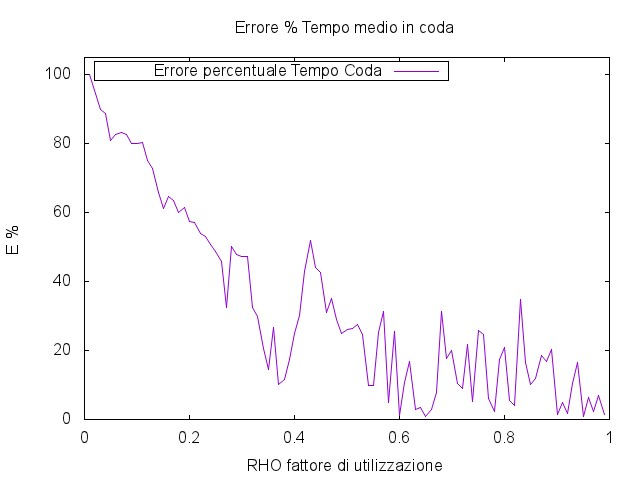 Errore % Tempo medio in coda
Errore percentuale Tempo Coda
100
80
60
40
20
0
E %
0 0.2 0.4 0.6 0.8 1
RHO fattore di utilizzazione